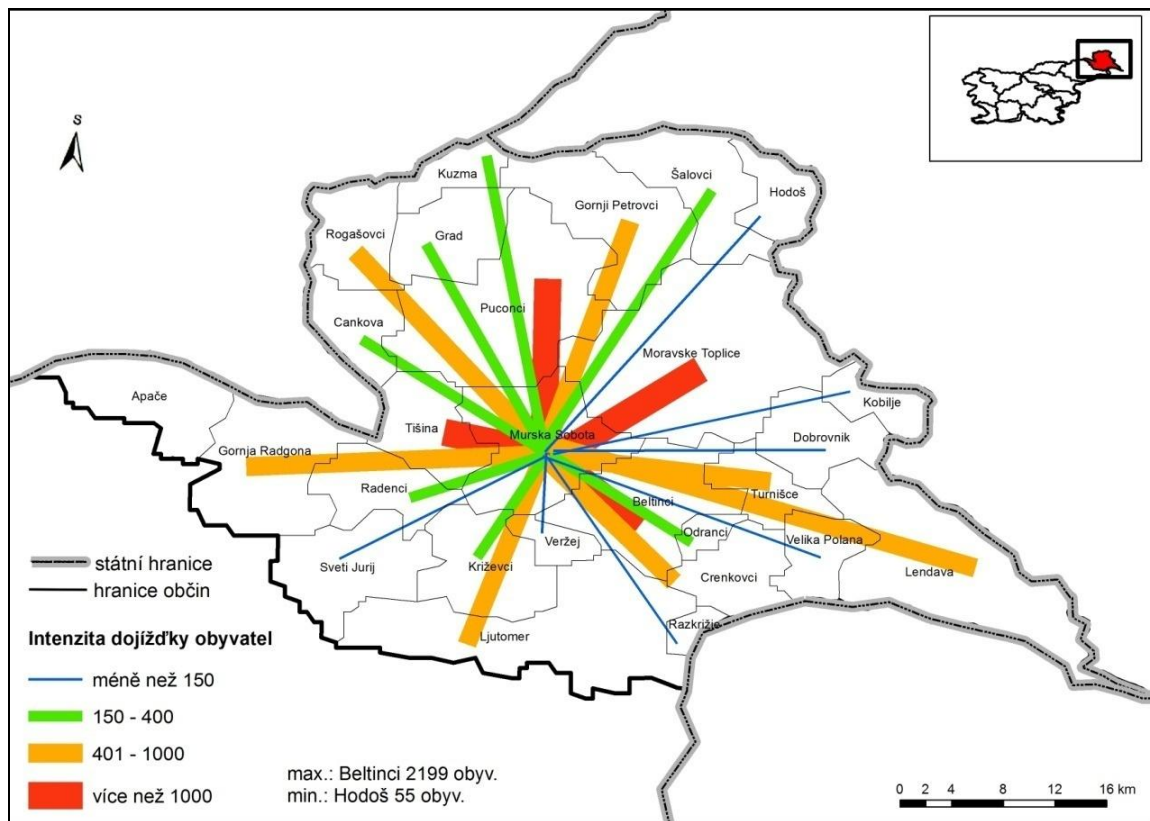 S
Kuzma
Šalovci
Hodoš
Gornji Petrovci
Rogašovci
Grad
Puconci
Cankova
Moravske Toplice
Apače
Kobilje
Tišina
Murska Sobota
Dobrovnik
Gornja Radgona
Radenci
Turnišce
Beltinci
Odranci
Velika Polana
Veržej
Sveti Jurij
Križevci
Crenkovci
Lendava
Razkrižje
Ljutomer
státní hranice
hranice občin
Intenzita dojížďky obyvatel
méně než 150
150 - 400
401 - 1000
více než 1000
max.: Beltinci 2199 obyv.
min.: Hodoš 55 obyv.
0 2 4 8 12 16 km